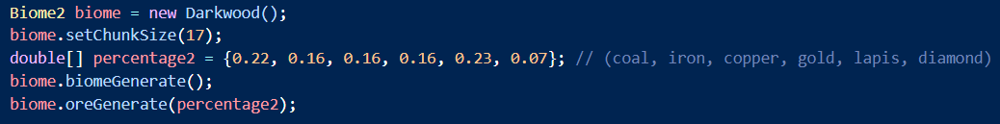 Biome2 biome = new Darkwood();
biome.setChunkSize(17);
double[] percentage2 = {0.22, 0.16, 0.16, 0.16, 0.23, 0.07}; // (coal, iron, copper, gold, lapis, diamond)
biome.biomeGenerate();
biome.oreGenerate(percentage2);